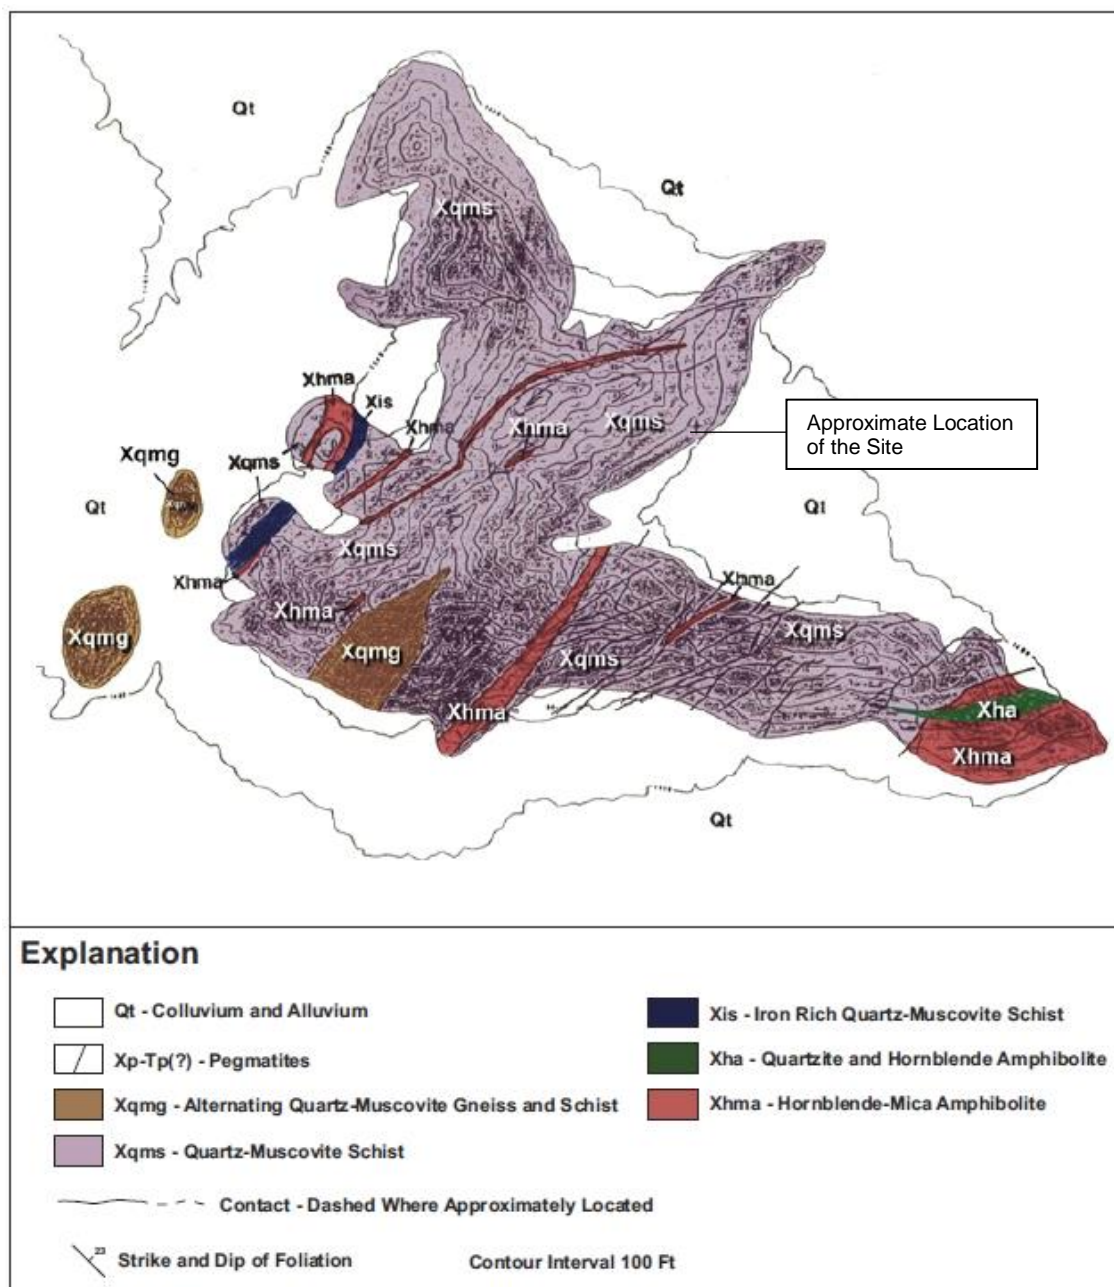 Qt
Qt
Xqms
Xhma
Xis
Xhma
Xhma
Xqms
Approximate Location
of the Site
Xqmg
Xqms
Qt
Qt
Xqms
Xhma
Xhma
Xhma
Xqmg
Xqmg
Xqms
Xqms
Xhma
Xha
Xhma
Qt
Explanation
Qt - Colluvium and Alluvium
Xp-Tp(?) - Pegmatites
Xqmg - Alternating Quartz-Muscovite Gneiss and Schist
Xqms - Quartz-Muscovite Schist
Xis - Iron Rich Quartz-Muscovite Schist
Xha - Quartzite and Hornblende Amphibolite
Xhma - Hornblende-Mica Amphibolite
Contact - Dashed Where Approximately Located
23
Strike and Dip of Foliation
Contour Interval 100 Ft